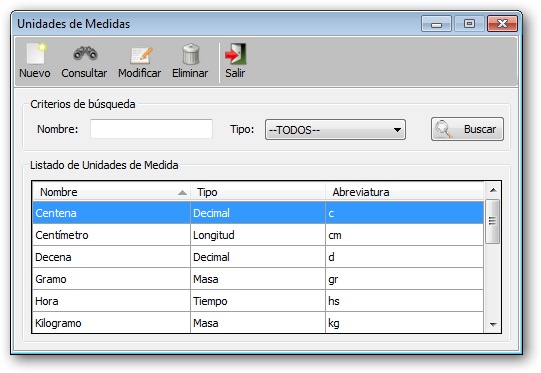 Unidades de Medidas
Nuevo Consultar Modificar Eliminar Salir
Criterios de búsqueda
Nombre: Tipo: --TODOS-- Buscar
Listado de Unidades de Medida
Nombre Tipo Abreviatura
Centena Decimal c
Centímetro Longitud cm
Decena Decimal d
Gramo Masa gr
Hora Tiempo hs
Kilogramo Masa kg